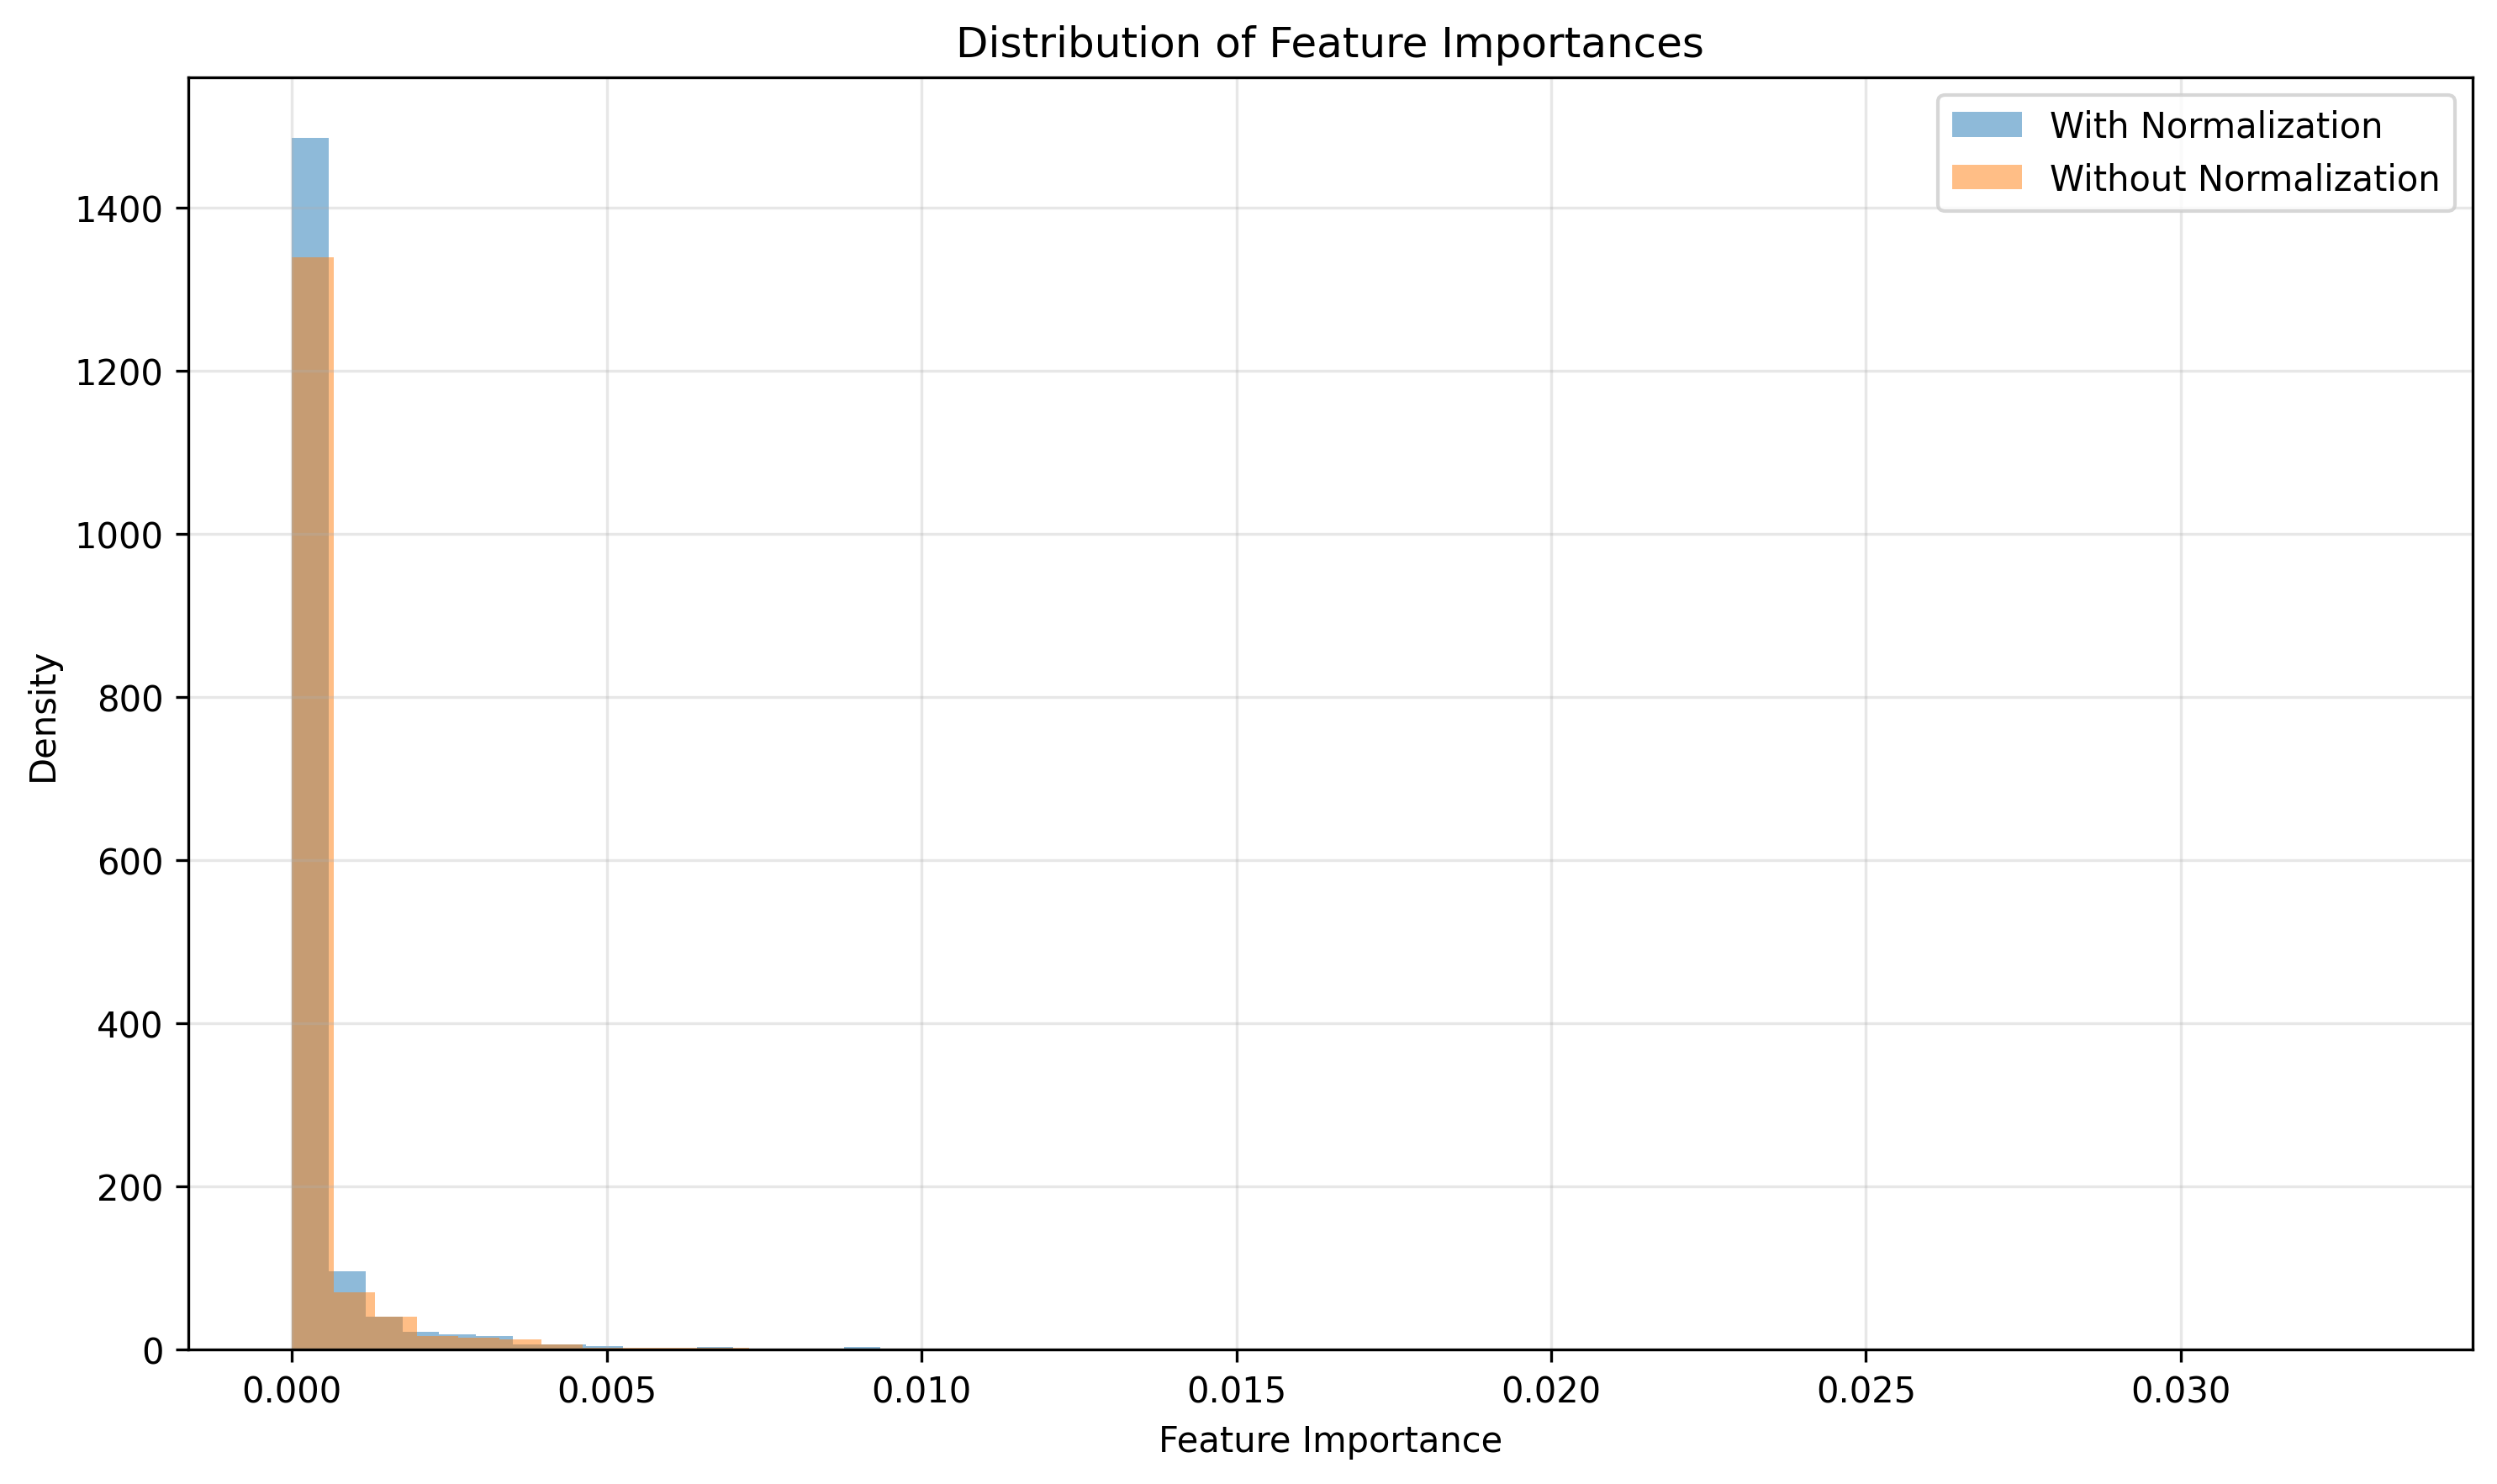 Distribution of Feature Importances
With Normalization
Without Normalization
1400
1200
1000
800
600
400
200
0
Density
0.000 0.005 0.010 0.015 0.020 0.025 0.030
Feature Importance